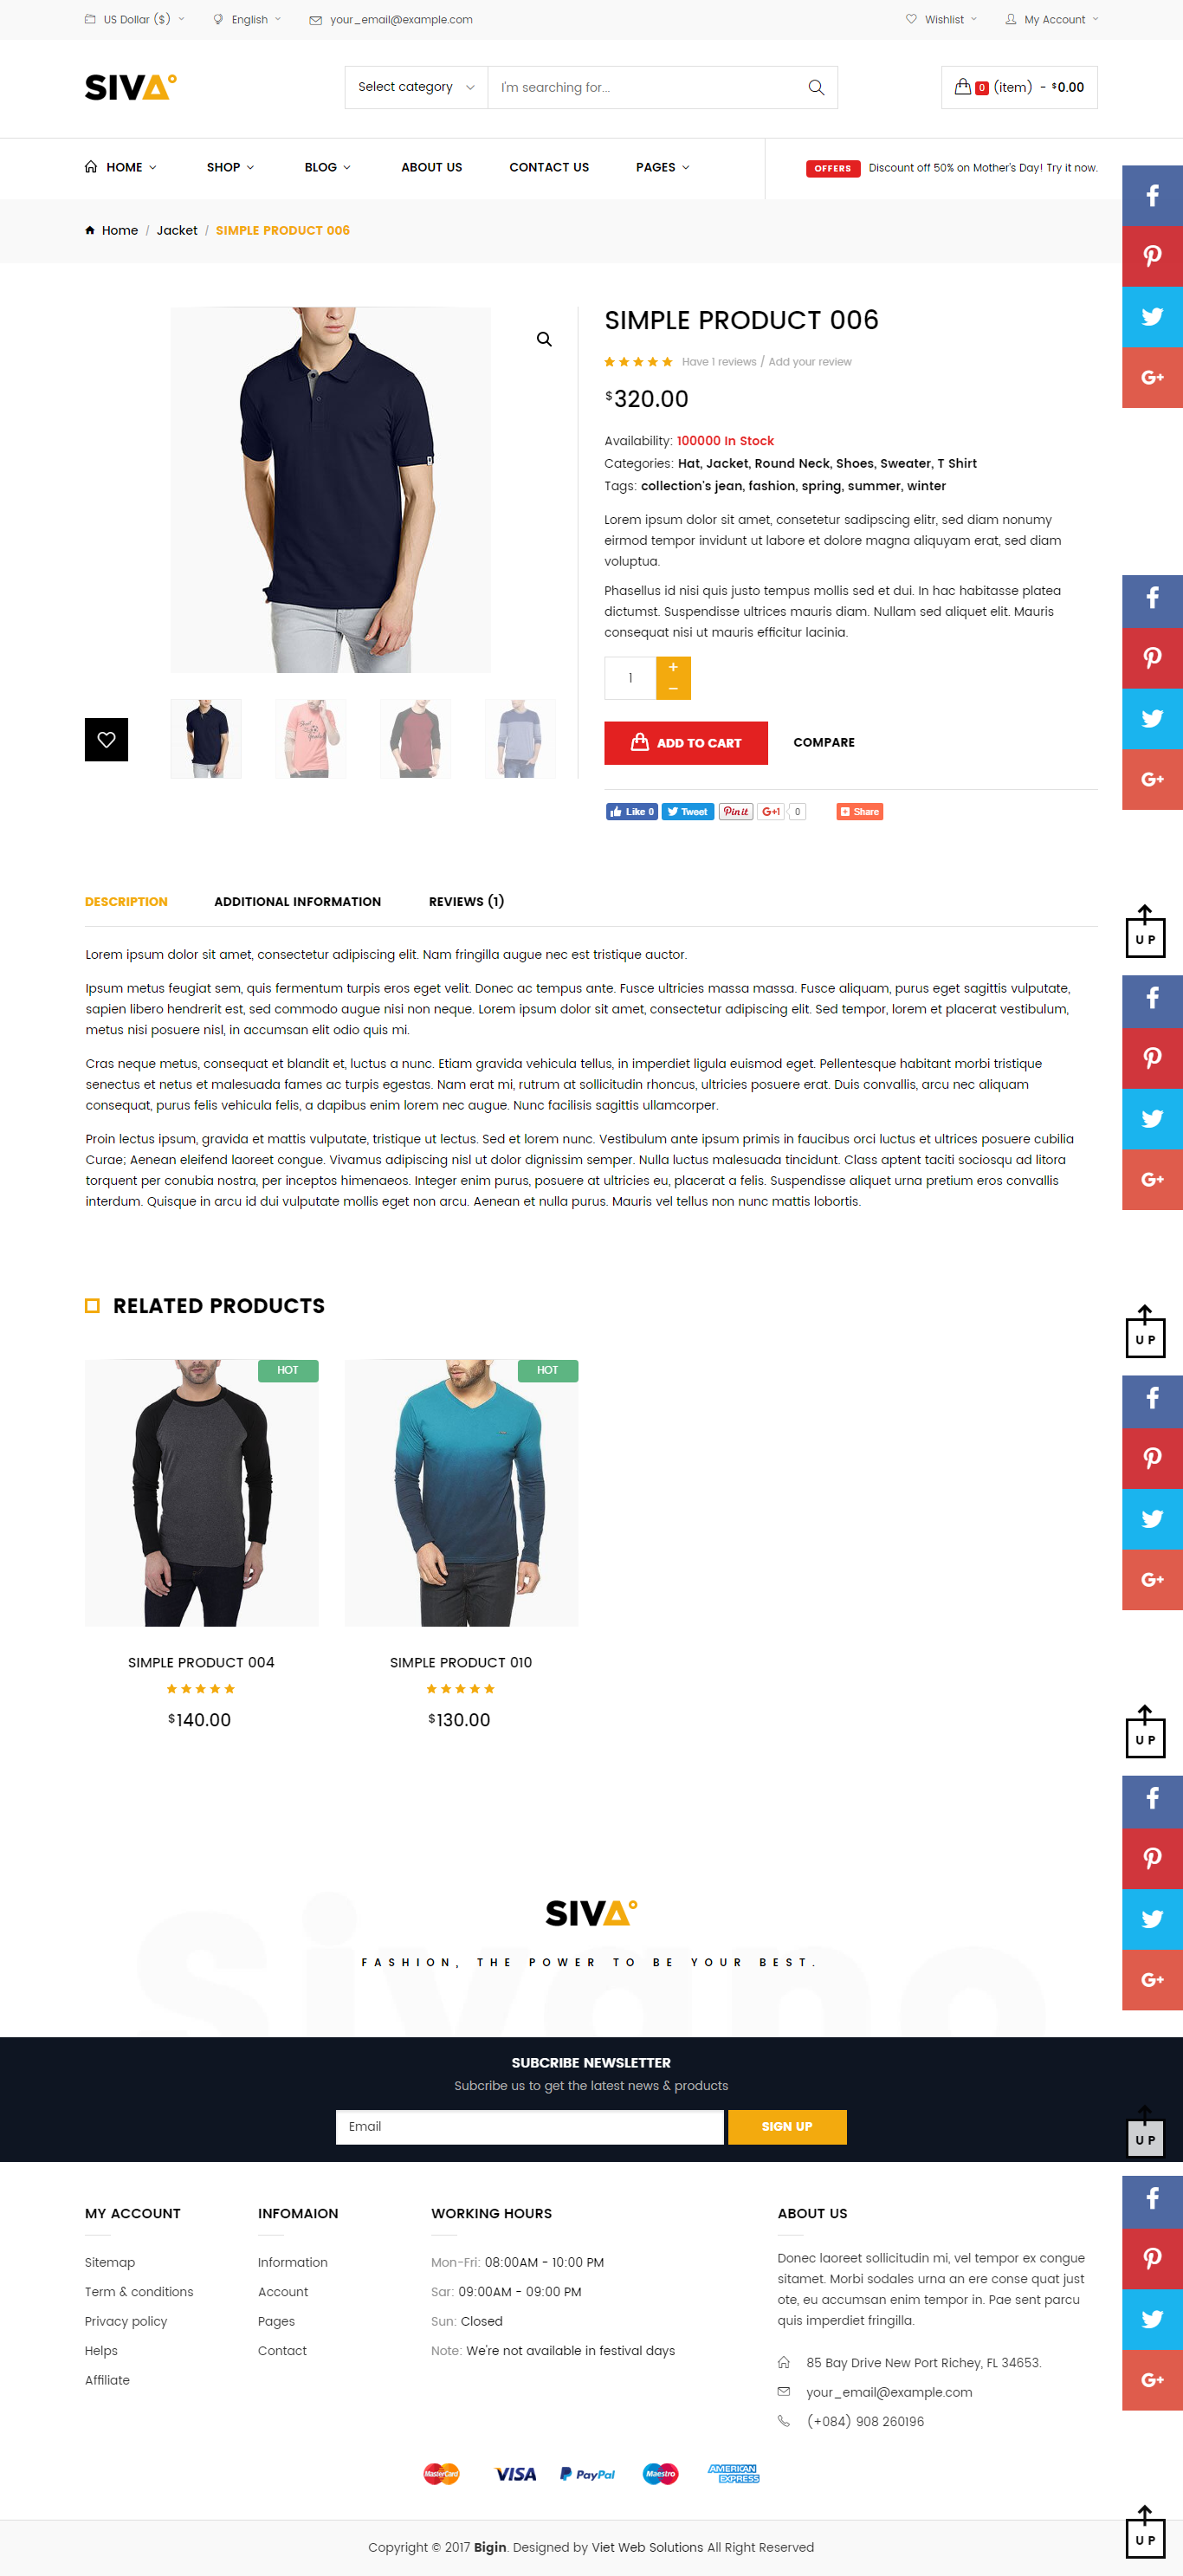 US Dollar ($) English your_email@example.com Wishlist My Account
SIVA
Select category I'm searching for... 0 (item) - $0.00
HOME SHOP BLOG ABOUT US CONTACT US PAGES OFFERS Discount off 50% on Mother's Day! Try it now.
Home / Jacket / SIMPLE PRODUCT 006
SIMPLE PRODUCT 006
Have 1 reviews / Add your review
$320.00
Availability: 100000 In Stock
Categories: Hat, Jacket, Round Neck, Shoes, Sweater, T Shirt
Tags: collection's jean, fashion, spring, summer, winter
Lorem ipsum dolor sit amet, consetetur sadipscing elitr, sed diam nonumy
eirmod tempor invidunt ut labore et dolore magna aliquyam erat, sed diam
voluptua.
Phasellus id nisi quis justo tempus mollis sed et dui. In hac habitasse platea
dictumst. Suspendisse ultrices mauris diam. Nullam sed aliquet elit. Mauris
consequat nisi ut mauris efficitur lacinia.
1 + −
ADD TO CART COMPARE
Like 0 Tweet Pin it G+1 0 Share
DESCRIPTION ADDITIONAL INFORMATION REVIEWS (1)
UP
Lorem ipsum dolor sit amet, consectetur adipiscing elit. Nam fringilla augue nec est tristique auctor.
Ipsum metus feugiat sem, quis fermentum turpis eros eget velit. Donec ac tempus ante. Fusce ultricies massa massa. Fusce aliquam, purus eget sagittis vulputate,
sapien libero hendrerit est, sed commodo augue nisi non neque. Lorem ipsum dolor sit amet, consectetur adipiscing elit. Sed tempor, lorem et placerat vestibulum,
metus nisi posuere nisl, in accumsan elit odio quis mi.
Cras neque metus, consequat et blandit et, luctus a nunc. Etiam gravida vehicula tellus, in imperdiet ligula euismod eget. Pellentesque habitant morbi tristique
senectus et netus et malesuada fames ac turpis egestas. Nam erat mi, rutrum at sollicitudin rhoncus, ultricies posuere erat. Duis convallis, arcu nec aliquam
consequat, purus felis vehicula felis, a dapibus enim lorem nec augue. Nunc facilisis sagittis ullamcorper.
Proin lectus ipsum, gravida et mattis vulputate, tristique ut lectus. Sed et lorem nunc. Vestibulum ante ipsum primis in faucibus orci luctus et ultrices posuere cubilia
Curae; Aenean eleifend laoreet congue. Vivamus adipiscing nisl ut dolor dignissim semper. Nulla luctus malesuada tincidunt. Class aptent taciti sociosqu ad litora
torquent per conubia nostra, per inceptos himenaeos. Integer enim purus, posuere at ultricies eu, placerat a felis. Suspendisse aliquet urna pretium eros convallis
interdum. Quisque in arcu id dui vulputate mollis eget non arcu. Aenean et nulla purus. Mauris vel tellus non nunc mattis lobortis.
RELATED PRODUCTS
UP
HOT HOT
SIMPLE PRODUCT 004 SIMPLE PRODUCT 010
$140.00 $130.00
UP
SIVA
FASHION, THE POWER TO BE YOUR BEST.
Sivano
SUBCRIBE NEWSLETTER
Subcribe us to get the latest news & products
Email SIGN UP
UP
MY ACCOUNT
Sitemap
Term & conditions
Privacy policy
Helps
Affiliate
INFOMAION
Information
Account
Pages
Contact
WORKING HOURS
Mon-Fri: 08:00AM - 10:00 PM
Sar: 09:00AM - 09:00 PM
Sun: Closed
Note: We're not available in festival days
ABOUT US
Donec laoreet sollicitudin mi, vel tempor ex congue
sitamet. Morbi sodales urna an ere conse quat just
ote, eu accumsan enim tempor in. Pae sent parcu
quis imperdiet fringilla.
85 Bay Drive New Port Richey, FL 34653.
your_email@example.com
(+084) 908 260196
MasterCard VISA PayPal Maestro AMERICAN EXPRESS
Copyright © 2017 Bigin. Designed by Viet Web Solutions All Right Reserved
UP